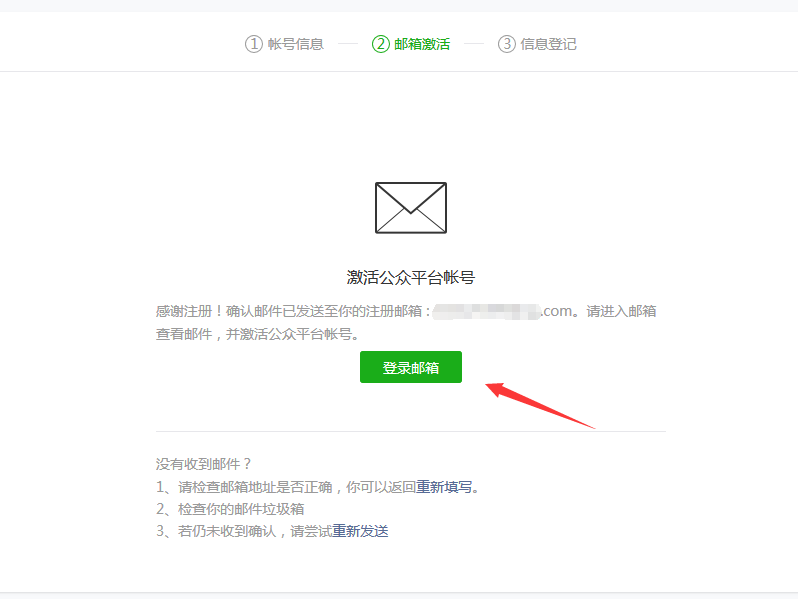 ① 帐号信息 ② 邮箱激活 ③ 信息登记
激活公众平台帐号
感谢注册！确认邮件已发送至你的注册邮箱：.com。请进入邮箱
查看邮件，并激活公众平台帐号。
登录邮箱
没有收到邮件？
1、请检查邮箱地址是否正确，你可以返回重新填写。
2、检查你的邮件垃圾箱
3、若仍未收到确认，请尝试重新发送